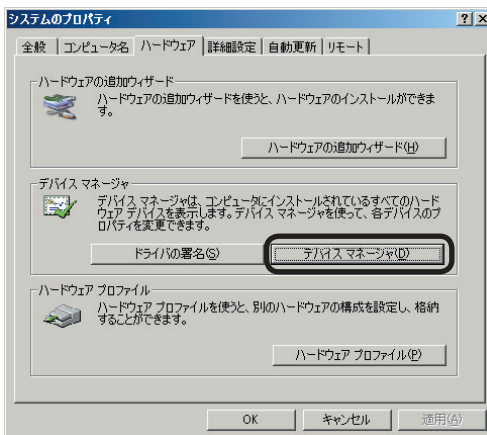 システムのプロパティ
全般 コンピュータ名 ハードウェア 詳細設定 自動更新 リモート
ハードウェアの追加ウィザード
ハードウェアの追加ウィザードを使うと、ハードウェアのインストールができま
す。
ハードウェアの追加ウィザード(H)
デバイス マネージャ
デバイス マネージャは、コンピュータにインストールされているすべてのハード
ウェア デバイスを表示します。デバイス マネージャを使って、各デバイスのプ
ロパティを変更できます。
ドライバの署名(S) デバイス マネージャ(D)
ハードウェア プロファイル
ハードウェア プロファイルを使うと、別のハードウェアの構成を設定し、格納
することができます。
ハードウェア プロファイル(P)
OK キャンセル 適用(A)